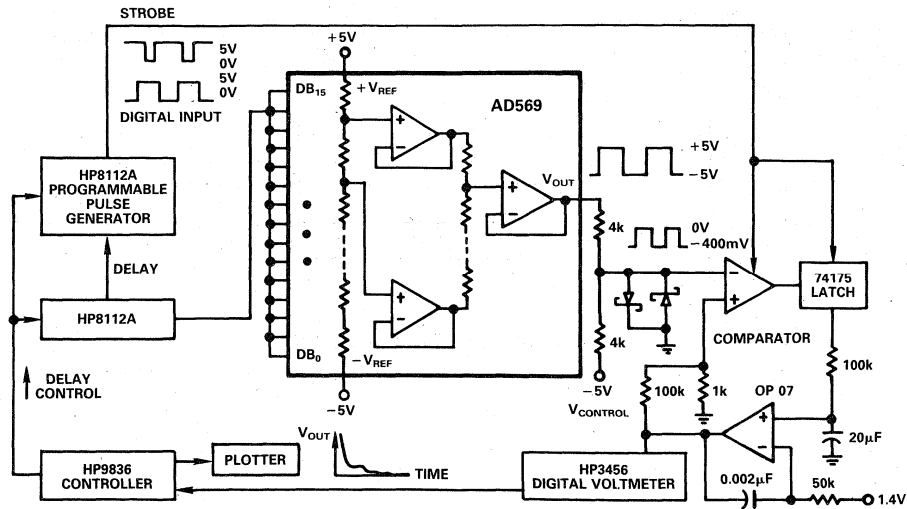 STROBE
5V
0V
5V
0V
DIGITAL INPUT
+5V
DB15
+VREF
AD569
HP8112A
PROGRAMMABLE
PULSE
GENERATOR
VOUT
+5V
−5V
4k
0V
−400mV
DELAY
−
+
74175
LATCH
HP8112A
COMPARATOR
4k
DB0
−VREF
−5V
−5V
DELAY
CONTROL
100k
1k
100k
VCONTROL
OP 07
+
−
20µF
VOUT
TIME
HP9836
CONTROLLER
PLOTTER
HP3456
DIGITAL VOLTMETER
0.002µF
50k
1.4V
+
−
+
−
+
−